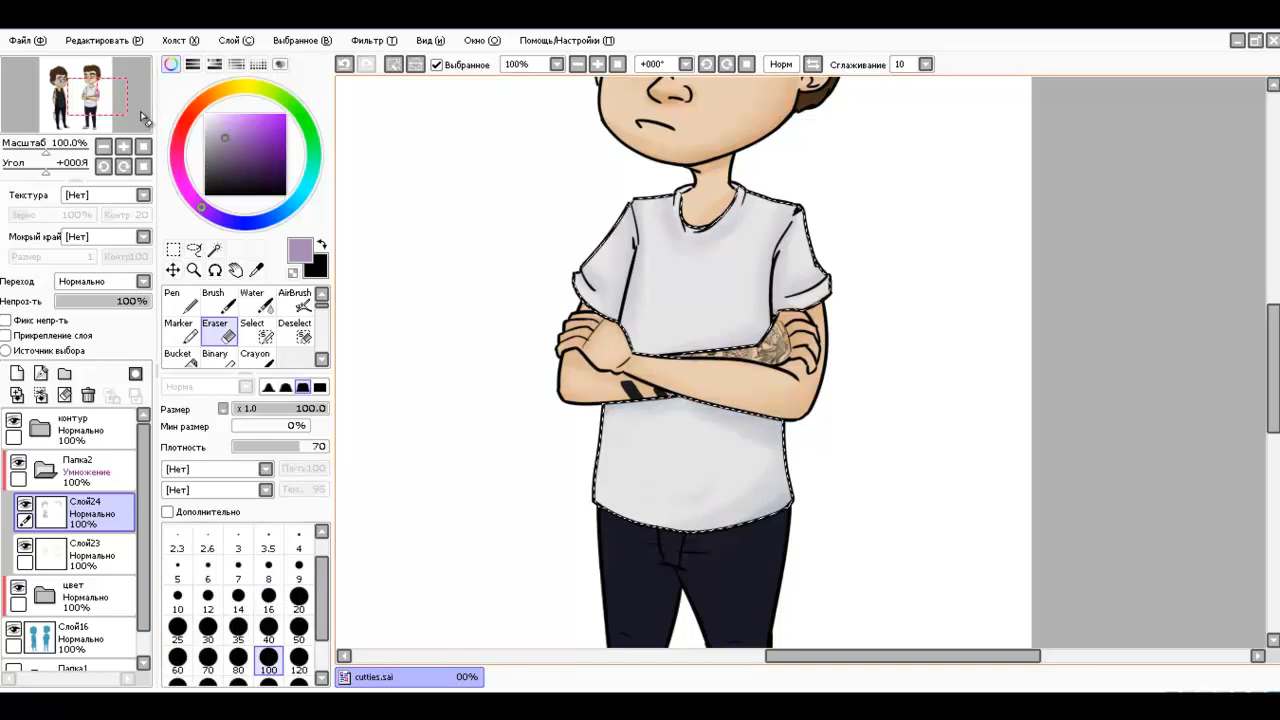 Файл (Ф) Редактировать (Р) Холст (X) Слой (С) Выбранное (В) Фильтр (Т) Вид (и) Окно (О) Помощь/Настройки (П)
Выбранное 100% +000° Норм Сглаживание 10
Масштаб 100.0%
Угол +000Я
Текстура [Нет]
Зерно 100% Контр 20
Мокрый край [Нет]
Размер 1 Контр100
Переход Нормально
Непроз-ть 100%
Фикс непр-ть
Прикрепление слоя
Источник выбора
контур
Нормально
100%
Папка2
Умножение
100%
Слой24
Нормально
100%
Слой23
Нормально
100%
цвет
Нормально
100%
Слой16
Нормально
100%
Папка1
Pen Brush Water AirBrush
Marker Eraser Select Deselect
Bucket Binary Crayon
Норма
Размер x 1.0 100.0
Мин размер 0%
Плотность 70
[Нет]
[Нет]
Дополнительно
2.3 2.6 3 3.5 4
5 6 7 8 9
10 12 14 16 20
25 30 35 40 50
60 70 80 100 120
cutties.sai 00%